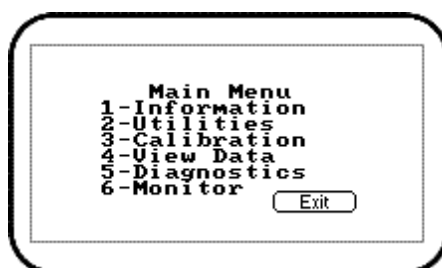 Main Menu
1-Information
2-Utilities
3-Calibration
4-View Data
5-Diagnostics
6-Monitor
Exit